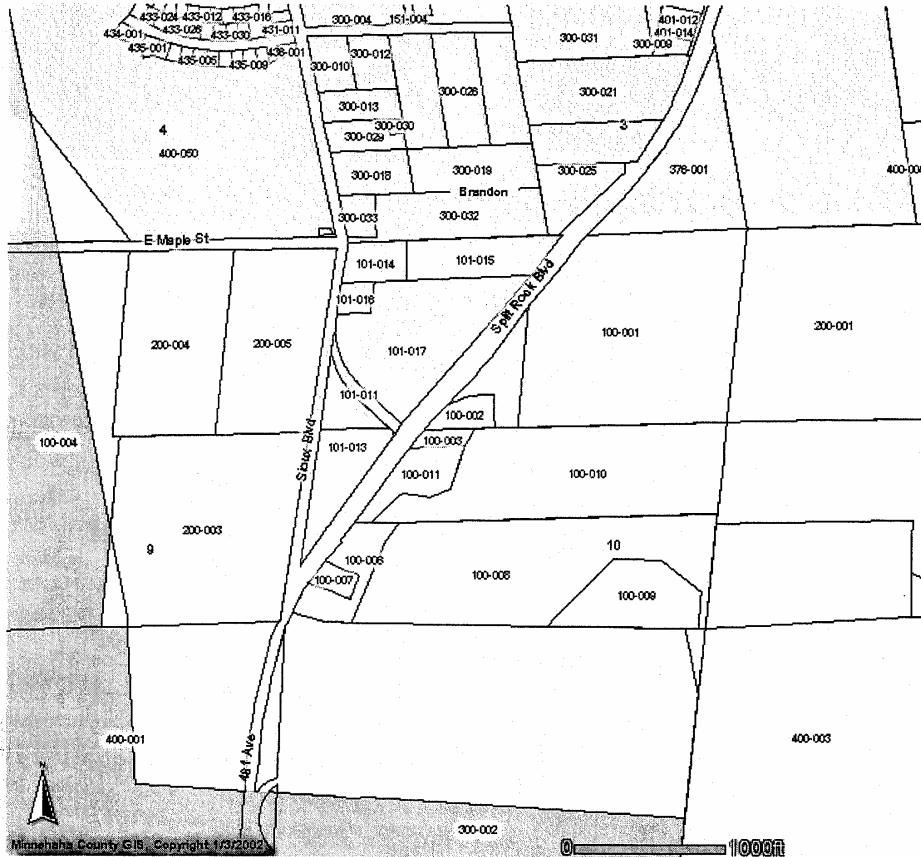 433-024 433-012 433-016
300-004 151-004
401-012
434-001 433-026 433-030 431-011
401-014
435-001 436-001
300-012 300-031 300-009
435-005 435-009 300-010
300-026 300-021
300-013
4 300-030 3
300-029
400-050
300-018 300-019 300-025 376-001
Brandon
300-033 300-032
E Maple St
101-014 101-015
Split Rock Blvd
101-016
100-001 200-001
200-004 200-005 101-017
101-011
100-002
100-004 Sioux Blvd 101-013 100-003
100-011 100-010
200-003
9 10
100-006
100-007 100-008
100-009
400-001 481 Ave 400-003
N
300-002
Minnehaha County GIS, Copyright 1/3/2002
0 1000ft